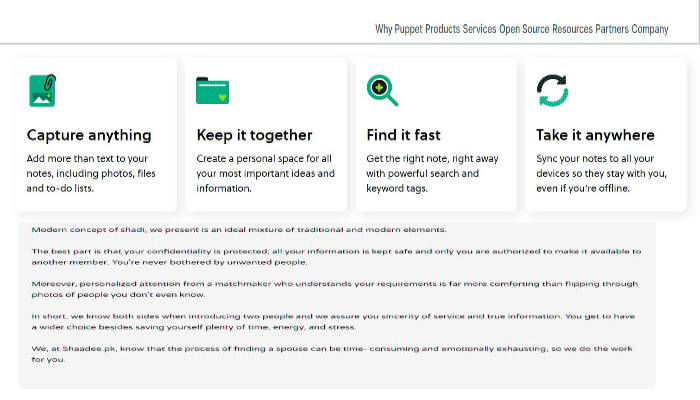 Why Puppet Products Services Open Source Resources Partners Company
Capture anything
Add more than text to your
notes, including photos, files
and to-do lists.
Keep it together
Create a personal space for all
your most important ideas and
information.
Find it fast
Get the right note, right away
with powerful search and
keyword tags.
Take it anywhere
Sync your notes to all your
devices so they stay with you,
even if you're offline.
Modern concept of shadi, we present is an ideal mixture of traditional and modern elements.
The best part is that your confidentiality is protected; all your information is kept safe and only you are authorized to make it available to
another member. You're never bothered by unwanted people.
Moreover, personalized attention from a matchmaker who understands your requirements is far more comforting than flipping through
photos of people you don't even know.
In short, we know both sides when introducing two people and we assure you sincerity of service and true information. You get to have
a wider choice besides saving yourself plenty of time, energy, and stress.
We, at Shaadee.pk, know that the process of finding a spouse can be time- consuming and emotionally exhausting, so we do the work
for you.